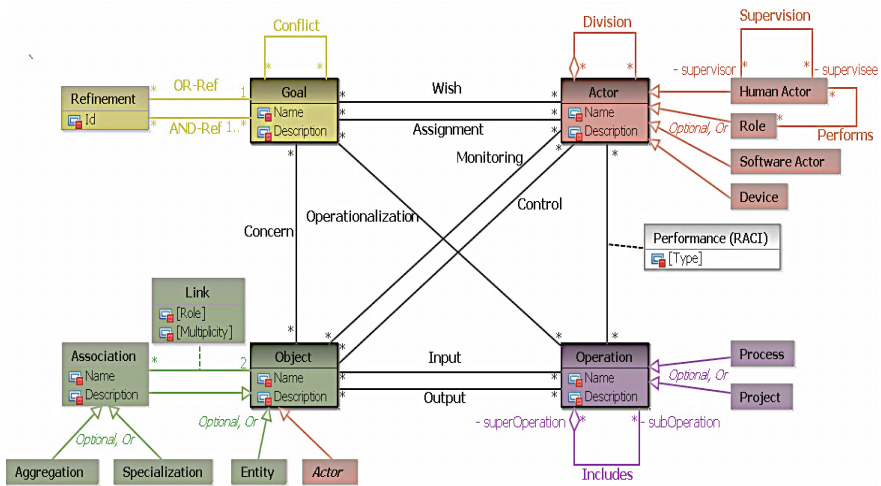 Conflict
Division
Supervision
* *
* *
* *
- supervisor
- supervisee
OR-Ref
Goal
Actor
Human Actor
Refinement
* 1
Wish
* *
Name
Name
*
Id
Description
Description
AND-Ref 1..*
*
Assignment
* *
Optional, Or
Role
*
Performs
Monitoring
Software Actor
Device
Operationalization
Control
Concern
Performance (RACI)
[Type]
Link
[Role]
[Multiplicity]
Association
* 2
Object
Input
Operation
Process
Name
Name
Name
Optional, Or
Description
Description
Description
Project
Output
Optional, Or
- superOperation
* *
- subOperation
Optional, Or
Aggregation
Specialization
Entity
Actor
Includes